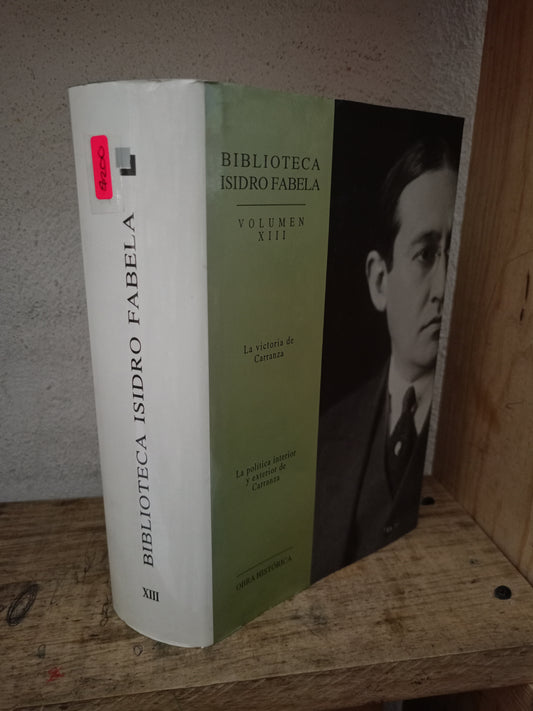 $200
BIBLIOTECA ISIDRO FABELA
XIII
BIBLIOTECA
ISIDRO FABELA
VOLUMEN
XIII
La victoria de
Carranza
La política interior
y exterior de
Carranza
OBRA HISTÓRICA